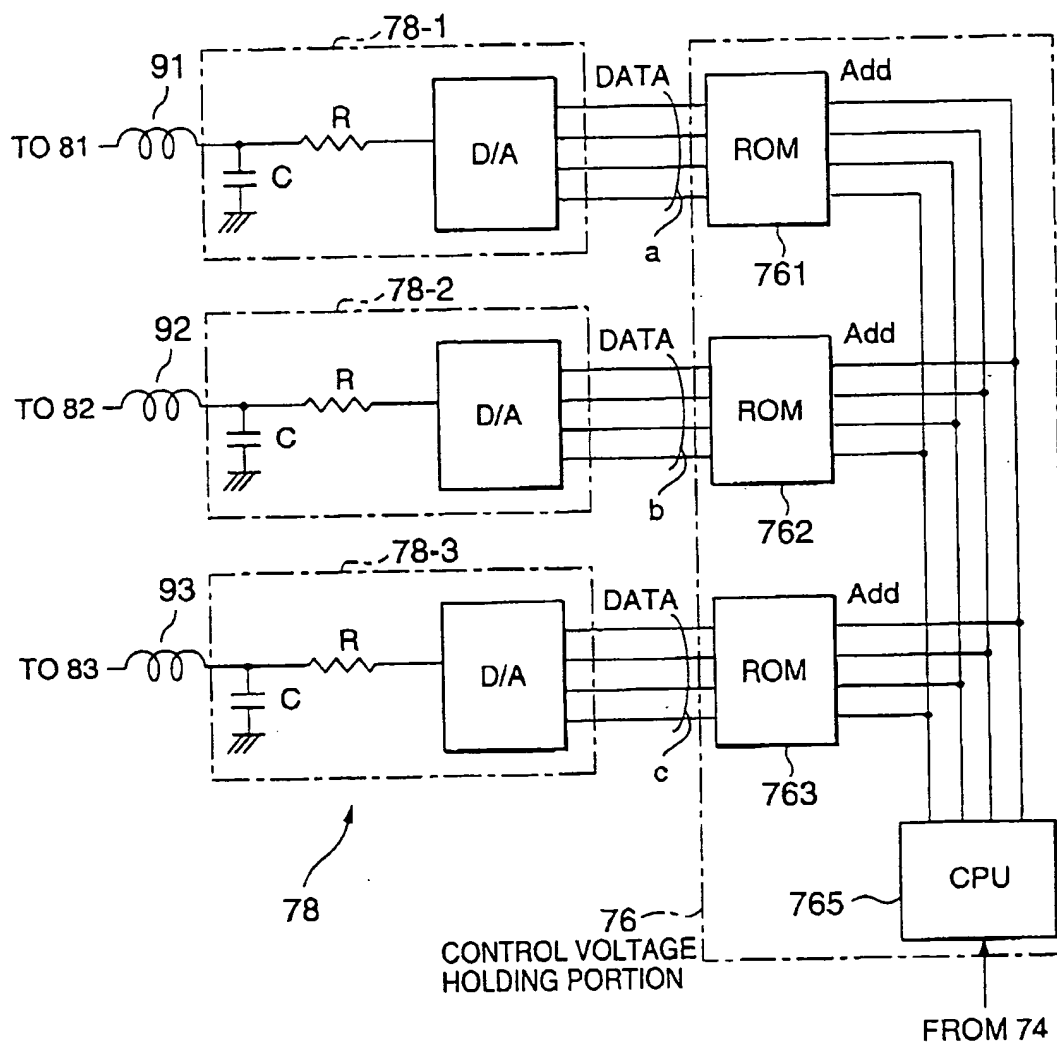 78-1
91
DATA
Add
TO 81
R
C
D/A
ROM
a
761
78-2
92
DATA
Add
TO 82
R
C
D/A
ROM
b
762
78-3
93
DATA
Add
TO 83
R
C
D/A
ROM
c
763
78
76
CONTROL VOLTAGE
HOLDING PORTION
765
CPU
FROM 74